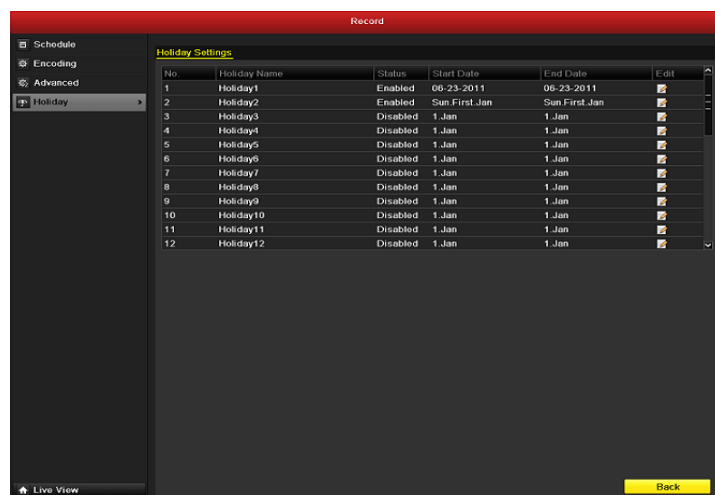 Record
Schedule
Encoding
Advanced
Holiday
Holiday Settings
No. Holiday Name Status Start Date End Date Edit
1 Holiday1 Enabled 06-23-2011 06-23-2011
2 Holiday2 Enabled Sun.First.Jan Sun.First.Jan
3 Holiday3 Disabled 1.Jan 1.Jan
4 Holiday4 Disabled 1.Jan 1.Jan
5 Holiday5 Disabled 1.Jan 1.Jan
6 Holiday6 Disabled 1.Jan 1.Jan
7 Holiday7 Disabled 1.Jan 1.Jan
8 Holiday8 Disabled 1.Jan 1.Jan
9 Holiday9 Disabled 1.Jan 1.Jan
10 Holiday10 Disabled 1.Jan 1.Jan
11 Holiday11 Disabled 1.Jan 1.Jan
12 Holiday12 Disabled 1.Jan 1.Jan
Live View
Back